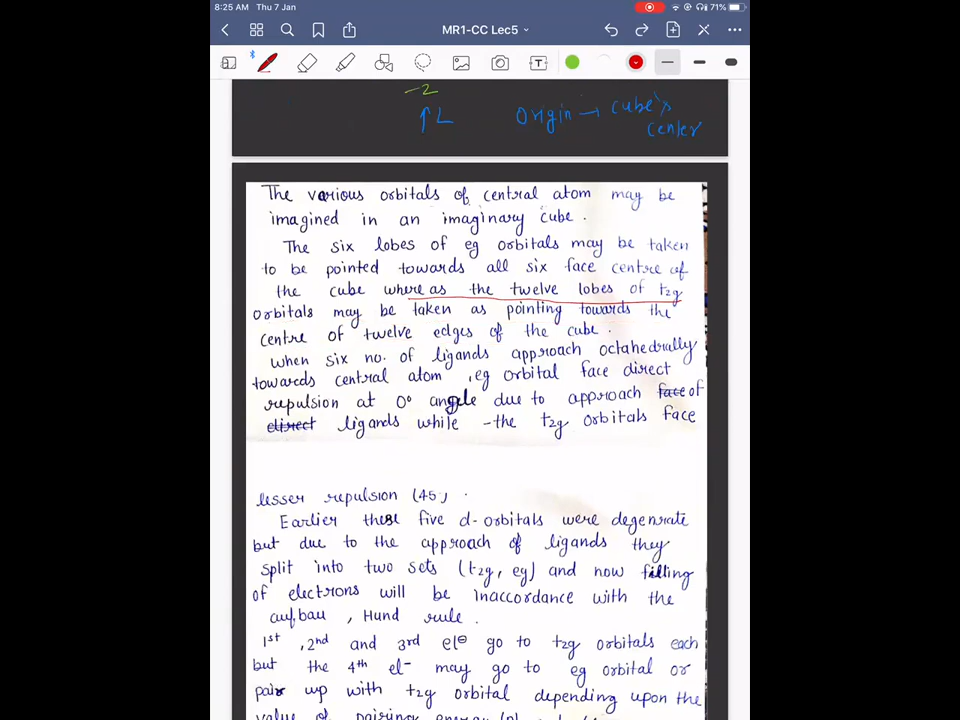 8:25 AM Thu 7 Jan
71%
MR1-CC Lec5
T
-2
↑L
Origin → cube's
center
The various orbitals of central atom may be
imagined in an imaginary cube .
The six lobes of eg orbitals may be taken
to be pointed towards all six face centre of
the cube where as the twelve lobes of t2g
orbitals may be taken as pointing towards the
centre of twelve edges of the cube .
when six no. of ligands approach octahedrally
towards central atom , eg orbital face direct
repulsion at 0° angle due to approach face of
direct ligands while - the t2g orbitals face
lesser repulsion (45°) .
Earlier these five d-orbitals were degenrate
but due to the approach of ligands they
split into two sets (t2g, eg) and now filling
of electrons will be inaccordance with the
aufbau , Hund rule .
1st , 2nd and 3rd el⊖ go to t2g orbitals each
but the 4th el- may go to eg orbital or
pair up with t2g orbital depending upon the
value of pairing energy (p)